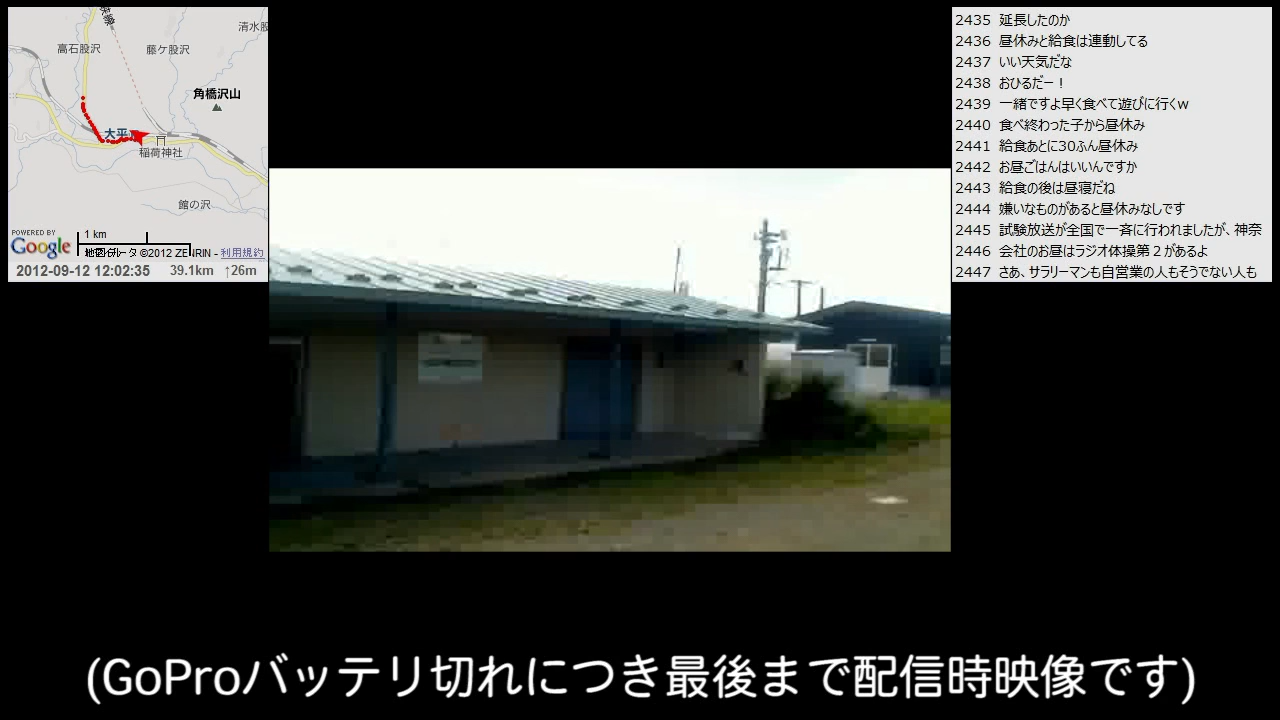 清水股
高石股沢
藤ケ股沢
角橋沢山
大平
稲荷神社
館の沢
POWERED BY
Google
1 km
地図データ ©2012 ZENRIN - 利用規約
2012-09-12 12:02:35 39.1km ↑26m
2435 延長したのか
2436 昼休みと給食は連動してる
2437 いい天気だな
2438 おひるだー！
2439 一緒ですよ早く食べて遊びに行くｗ
2440 食べ終わった子から昼休み
2441 給食あとに30ふん昼休み
2442 お昼ごはんはいいんですか
2443 給食の後は昼寝だね
2444 嫌いなものがあると昼休みなしです
2445 試験放送が全国で一斉に行われましたが、神奈
2446 会社のお昼はラジオ体操第２があるよ
2447 さあ、サラリーマンも自営業の人もそうでない人も
(GoProバッテリ切れにつき最後まで配信時映像です)